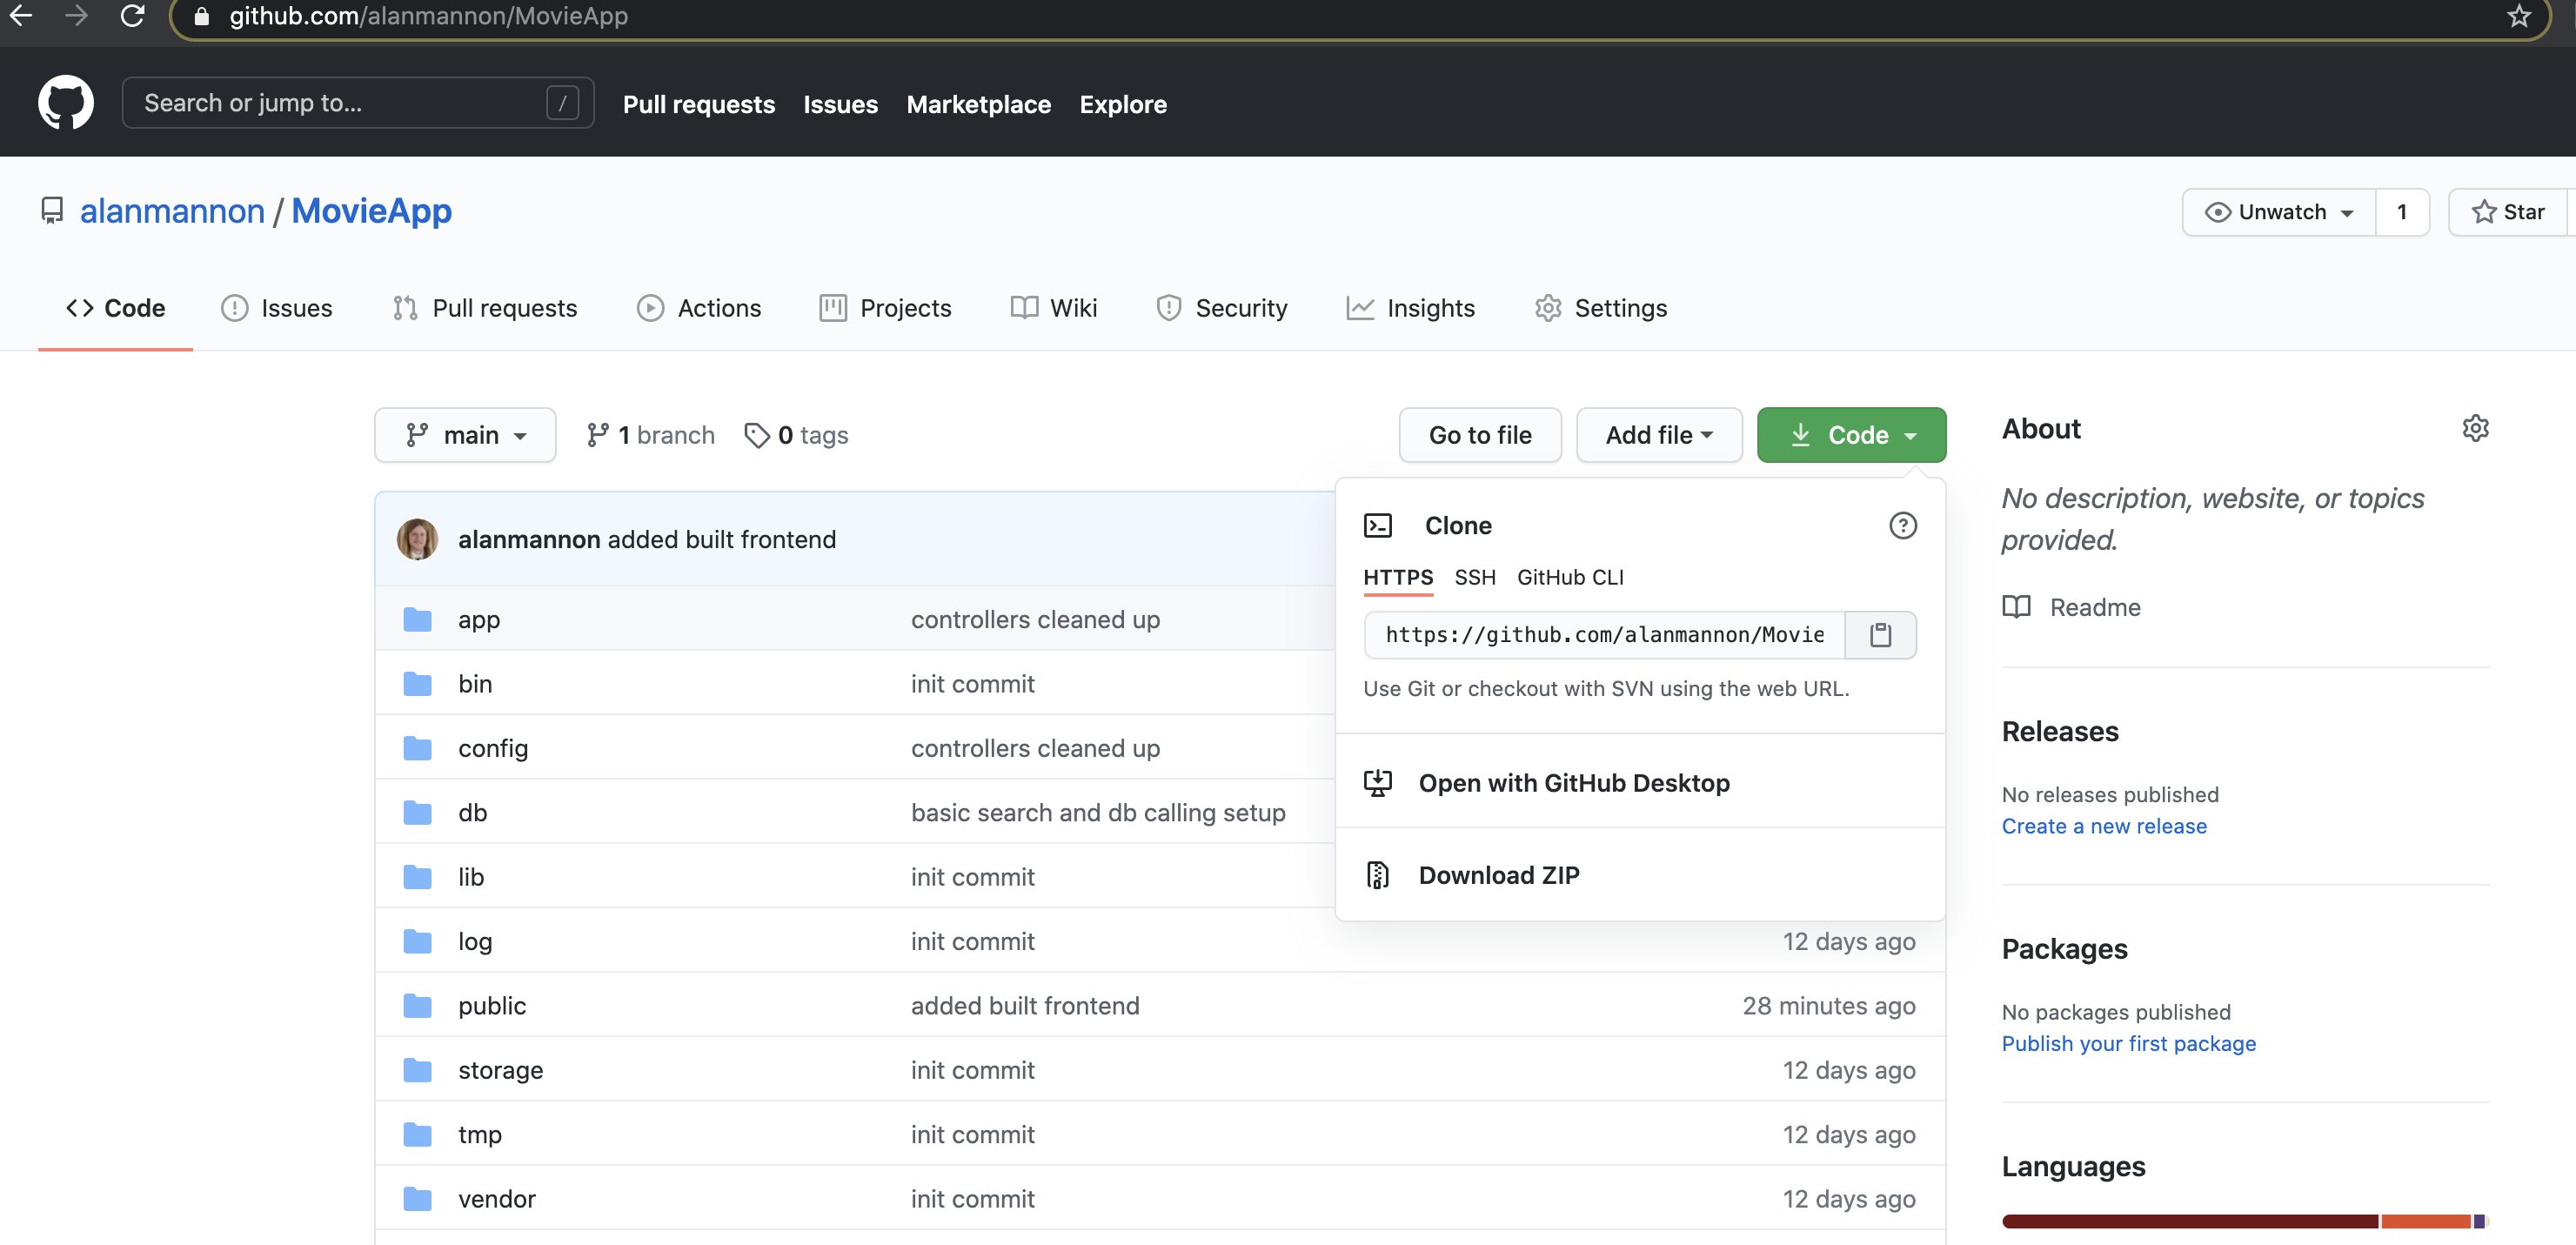 github.com/alanmannon/MovieApp
Search or jump to... /
Pull requests Issues Marketplace Explore
alanmannon / MovieApp
Unwatch 1 Star
Code Issues Pull requests Actions Projects Wiki Security Insights Settings
main 1 branch 0 tags Go to file Add file Code
alanmannon added built frontend
app controllers cleaned up
bin init commit
config controllers cleaned up
db basic search and db calling setup
lib init commit
log init commit 12 days ago
public added built frontend 28 minutes ago
storage init commit 12 days ago
tmp init commit 12 days ago
vendor init commit 12 days ago
Clone
HTTPS SSH GitHub CLI
https://github.com/alanmannon/Movie
Use Git or checkout with SVN using the web URL.
Open with GitHub Desktop
Download ZIP
About
No description, website, or topics
provided.
Readme
Releases
No releases published
Create a new release
Packages
No packages published
Publish your first package
Languages